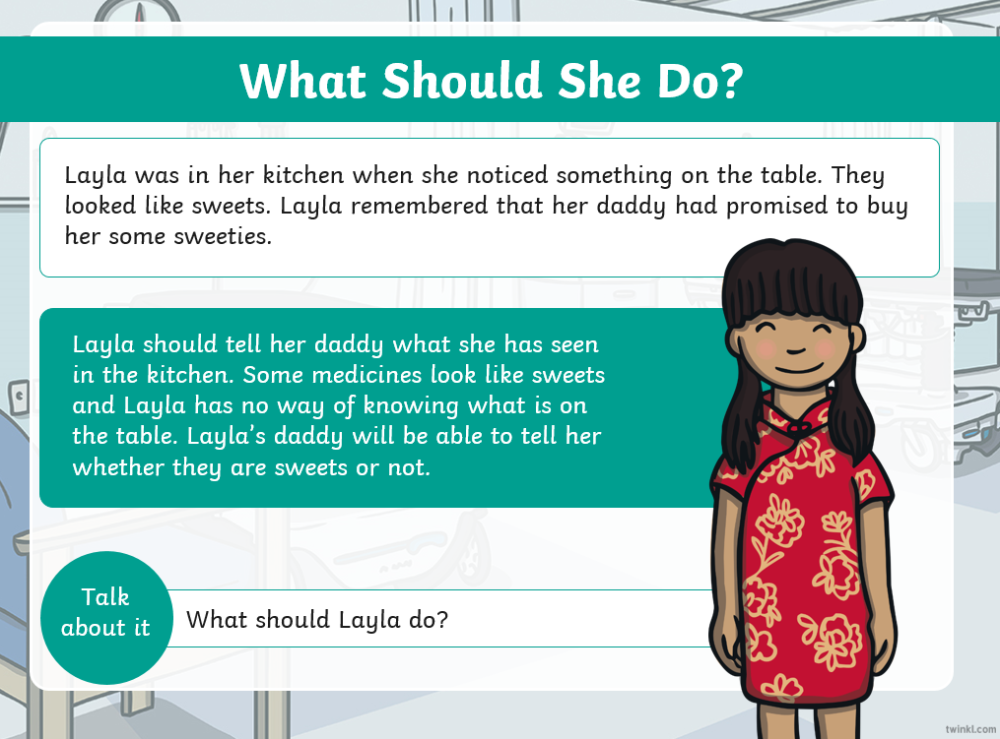 What Should She Do?
Layla was in her kitchen when she noticed something on the table. They
looked like sweets. Layla remembered that her daddy had promised to buy
her some sweeties.
Layla should tell her daddy what she has seen
in the kitchen. Some medicines look like sweets
and Layla has no way of knowing what is on
the table. Layla's daddy will be able to tell her
whether they are sweets or not.
Talk
about it
What should Layla do?
twinkl.com